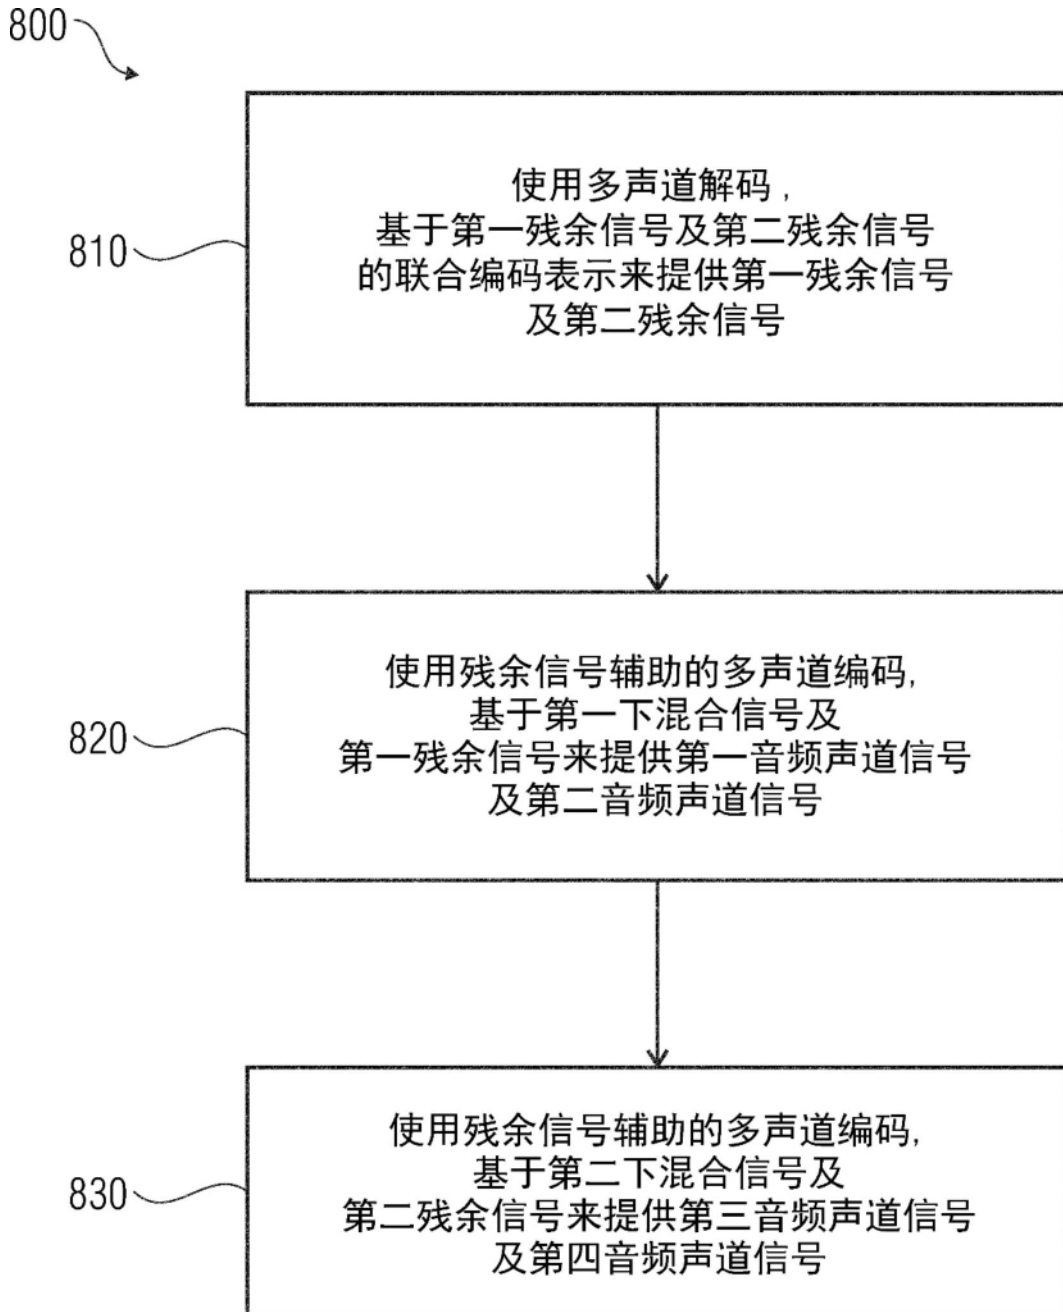 800
810
使用多声道解码,
基于第一残余信号及第二残余信号
的联合编码表示来提供第一残余信号
及第二残余信号
820
使用残余信号辅助的多声道编码,
基于第一下混合信号及
第一残余信号来提供第一音频声道信号
及第二音频声道信号
830
使用残余信号辅助的多声道编码,
基于第二下混合信号及
第二残余信号来提供第三音频声道信号
及第四音频声道信号